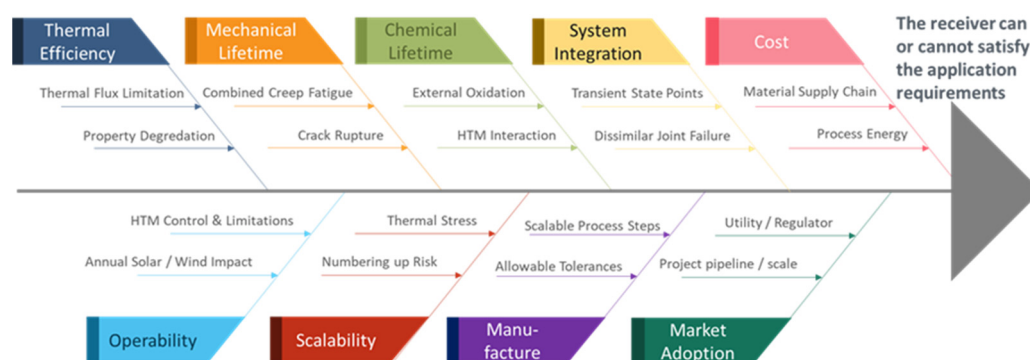 Thermal
Efficiency
Mechanical
Lifetime
Chemical
Lifetime
System
Integration
Cost
The receiver can
or cannot satisfy
the application
requirements
Thermal Flux Limitation
Combined Creep Fatigue
External Oxidation
Transient State Points
Material Supply Chain
Property Degredation
Crack Rupture
HTM Interaction
Dissimilar Joint Failure
Process Energy
HTM Control & Limitations
Thermal Stress
Scalable Process Steps
Utility / Regulator
Annual Solar / Wind Impact
Numbering up Risk
Allowable Tolerances
Project pipeline / scale
Operability
Scalability
Manu-
facture
Market
Adoption